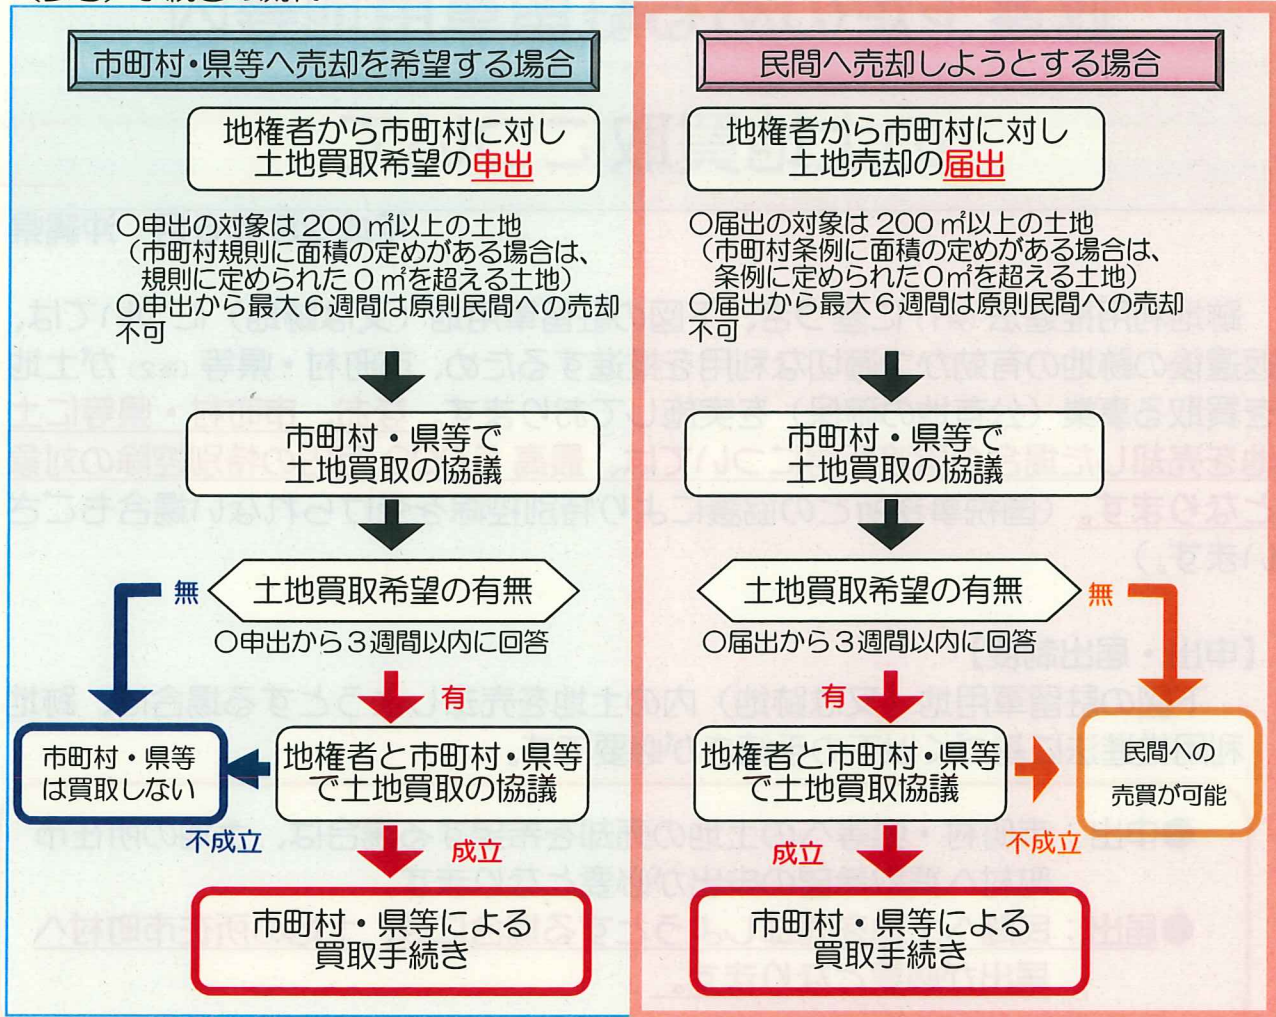 市町村・県等へ売却を希望する場合
地権者から市町村に対し
土地買取希望の申出
○申出の対象は 200 ㎡以上の土地
(市町村規則に面積の定めがある場合は、
規則に定められた○㎡を超える土地)
○申出から最大6週間は原則民間への売却
不可
市町村・県等で
土地買取の協議
無
土地買取希望の有無
○申出から3週間以内に回答
有
市町村・県等
は買取しない
地権者と市町村・県等
で土地買取の協議
不成立
成立
市町村・県等による
買取手続き
民間へ売却しようとする場合
地権者から市町村に対し
土地売却の届出
○届出の対象は 200 ㎡以上の土地
(市町村条例に面積の定めがある場合は、
条例に定められた○㎡を超える土地)
○届出から最大6週間は原則民間への売却
不可
市町村・県等で
土地買取の協議
土地買取希望の有無
無
○届出から3週間以内に回答
有
地権者と市町村・県等
で土地買取協議
民間への
売買が可能
成立
不成立
市町村・県等による
買取手続き